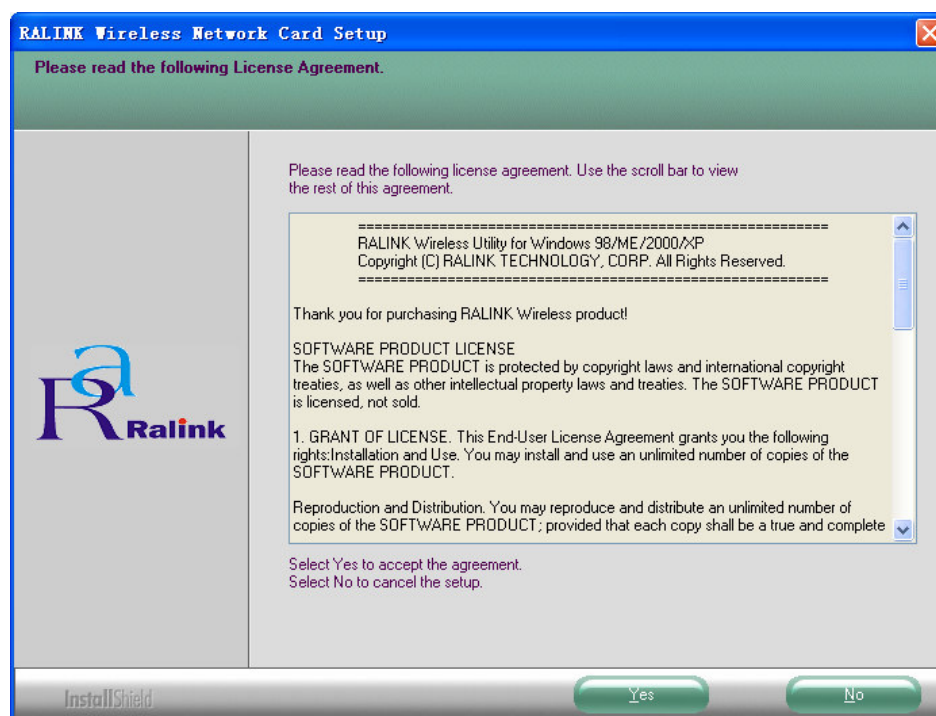 RALINK Wireless Network Card Setup
Please read the following License Agreement.
Please read the following license agreement. Use the scroll bar to view
the rest of this agreement.
==========================================================
RALINK Wireless Utility for Windows 98/ME/2000/XP
Copyright (C) RALINK TECHNOLOGY, CORP. All Rights Reserved.
==========================================================
Thank you for purchasing RALINK Wireless product!
SOFTWARE PRODUCT LICENSE
The SOFTWARE PRODUCT is protected by copyright laws and international copyright
treaties, as well as other intellectual property laws and treaties. The SOFTWARE PRODUCT
is licensed, not sold.
1. GRANT OF LICENSE. This End-User License Agreement grants you the following
rights:Installation and Use. You may install and use an unlimited number of copies of the
SOFTWARE PRODUCT.
Reproduction and Distribution. You may reproduce and distribute an unlimited number of
copies of the SOFTWARE PRODUCT; provided that each copy shall be a true and complete
Ra
Ralink
Select Yes to accept the agreement.
Select No to cancel the setup.
InstallShield
Yes
No